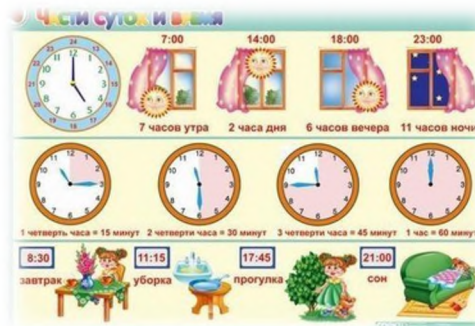 Части суток и время
7:00 14:00 18:00 23:00
7 часов утра 2 часа дня 6 часов вечера 11 часов ночи
1 четверть часа = 15 минут 2 четверти часа = 30 минут 3 четверти часа = 45 минут 1 час = 60 минут
8:30 11:15 17:45 21:00
завтрак уборка прогулка сон